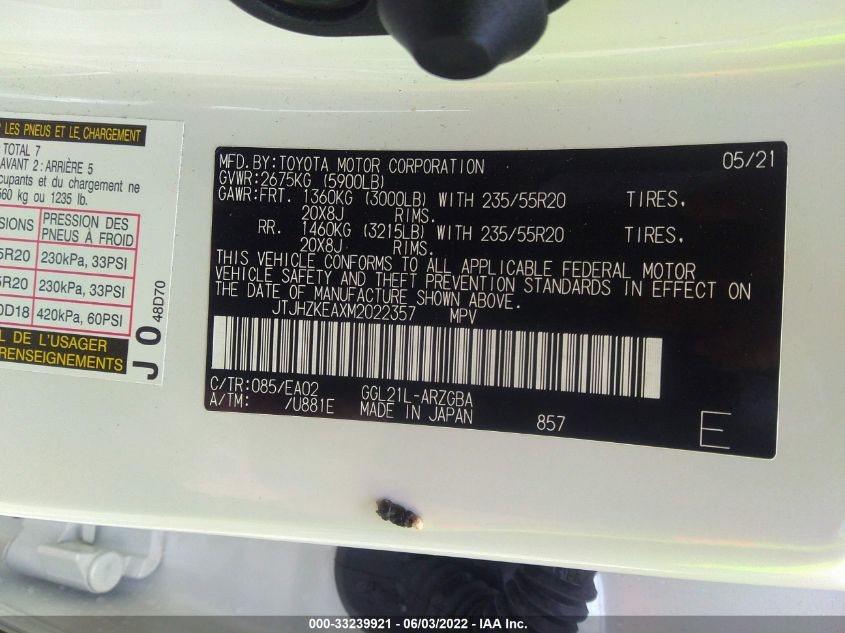 R LES PNEUS ET LE CHARGEMENT
TOTAL 7
AVANT 2: ARRIÈRE 5
cupants et du chargement ne
560 kg ou 1235 lb.
SIONS PRESSION DES PNEUS À FROID
5R20 230kPa, 33PSI
5R20 230kPa, 33PSI
0D18 420kPa, 60PSI
L DE L'USAGER
RENSEIGNEMENTS
J 0 48D70
MFD. BY: TOYOTA MOTOR CORPORATION 05/21
GVWR: 2675KG (5900LB)
GAWR: FRT. 1360KG (3000LB) WITH 235/55R20 TIRES,
20X8J RIMS.
RR. 1460KG (3215LB) WITH 235/55R20 TIRES,
20X8J RIMS.
THIS VEHICLE CONFORMS TO ALL APPLICABLE FEDERAL MOTOR
VEHICLE SAFETY AND THEFT PREVENTION STANDARDS IN EFFECT ON
THE DATE OF MANUFACTURE SHOWN ABOVE.
JTJHZKEAXM2022357 MPV
C/TR: 085/EA02 GGL21L-ARZGBA
A/TM: /U881E MADE IN JAPAN 857
E
000-33239921 - 06/03/2022 - IAA Inc.